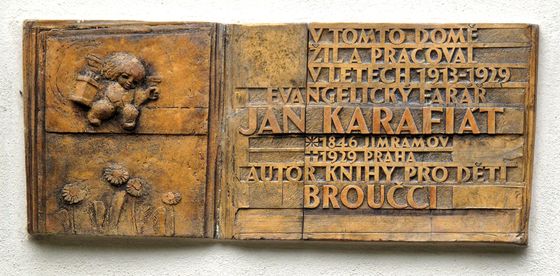 V TOMTO DOMĚ
ŽIL A PRACOVAL
V LETECH 1913-1929
EVANGELICKÝ FARÁŘ
JAN KARAFIÁT
* 1846 JIMRAMOV
† 1929 PRAHA
AUTOR KNIHY PRO DĚTI
BROUČCI